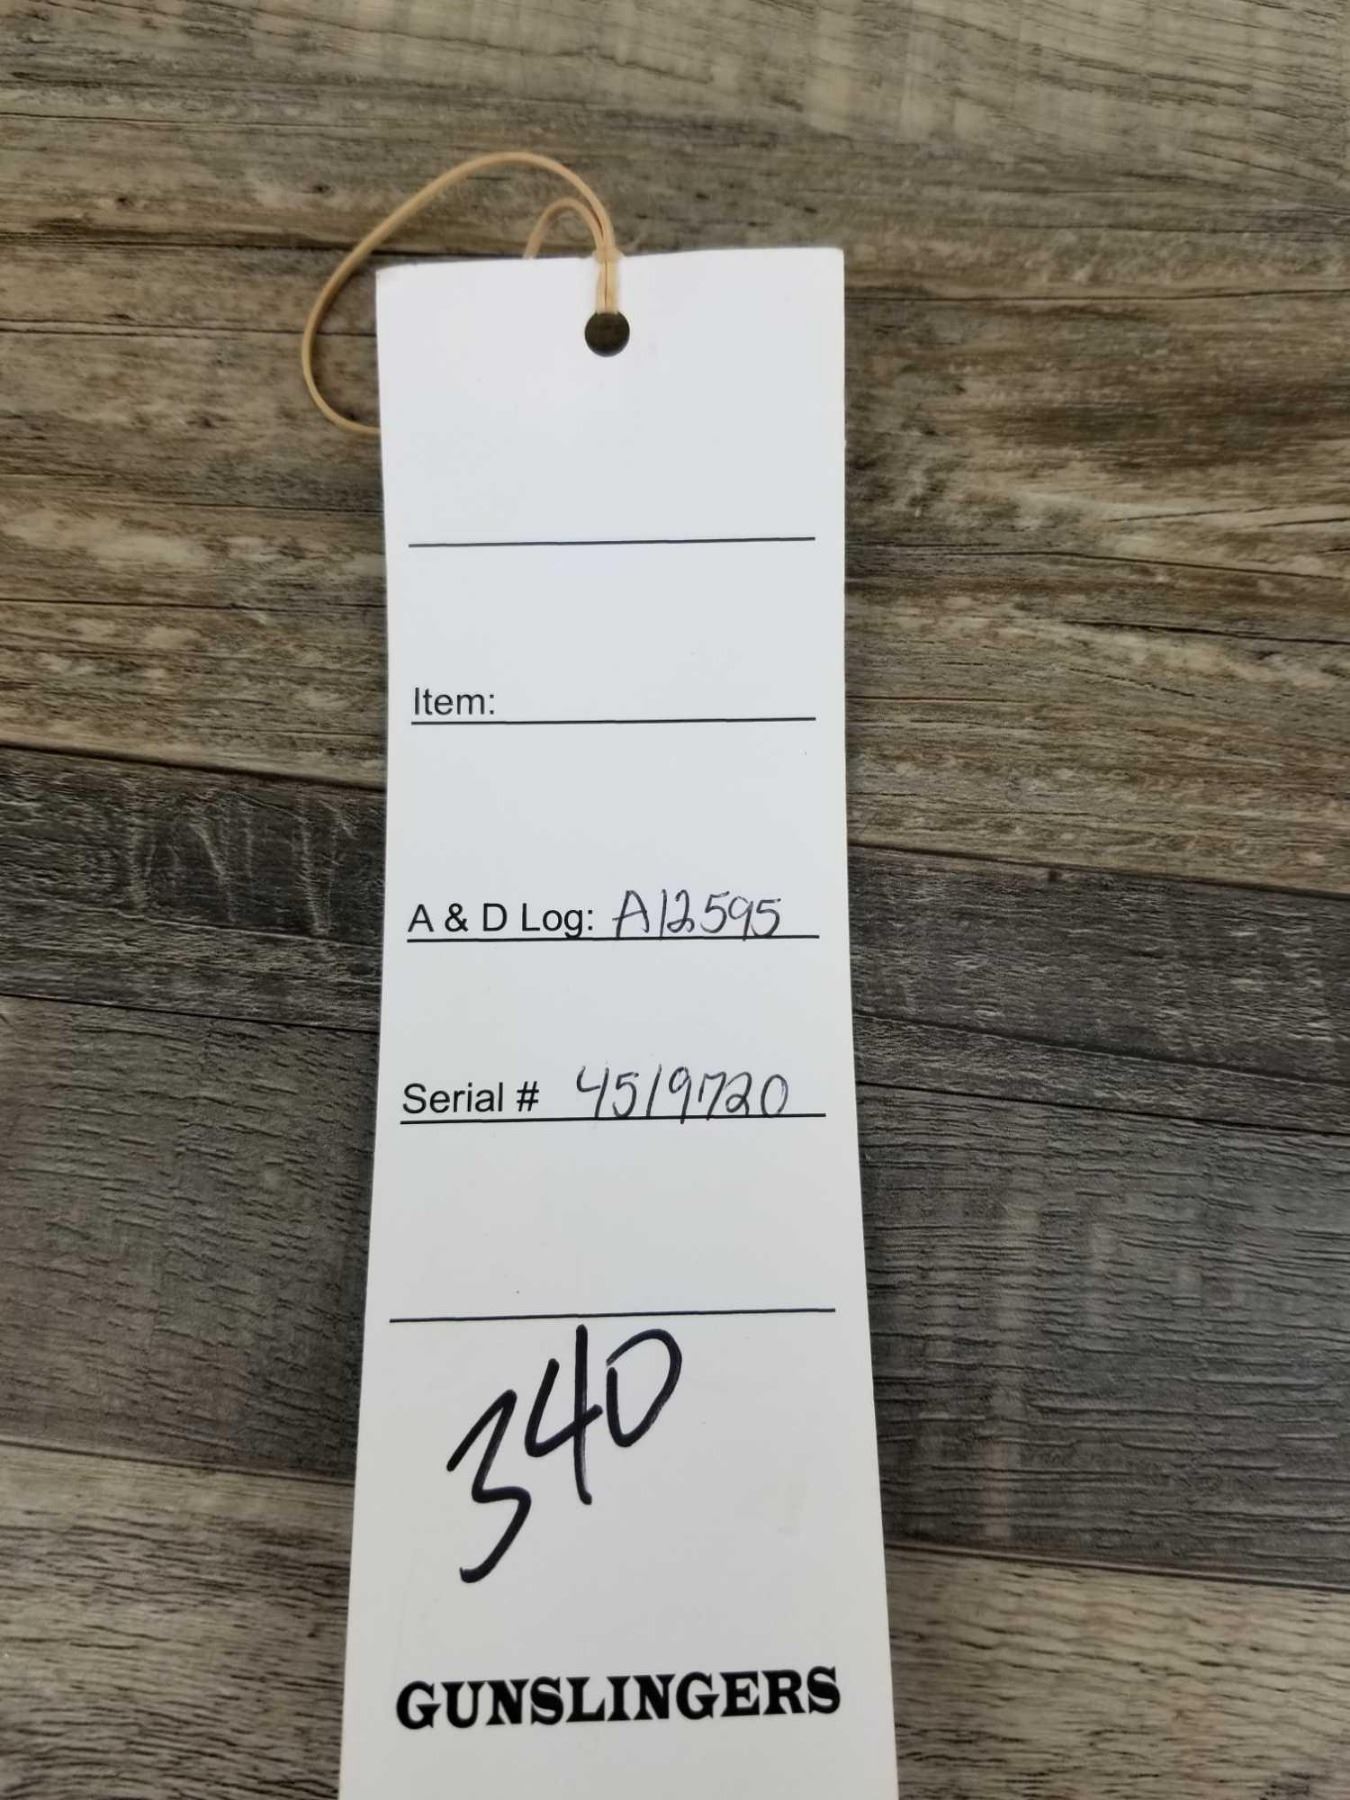 Item:
A & D Log: A12595
Serial # 4519720
340
GUNSLINGERS